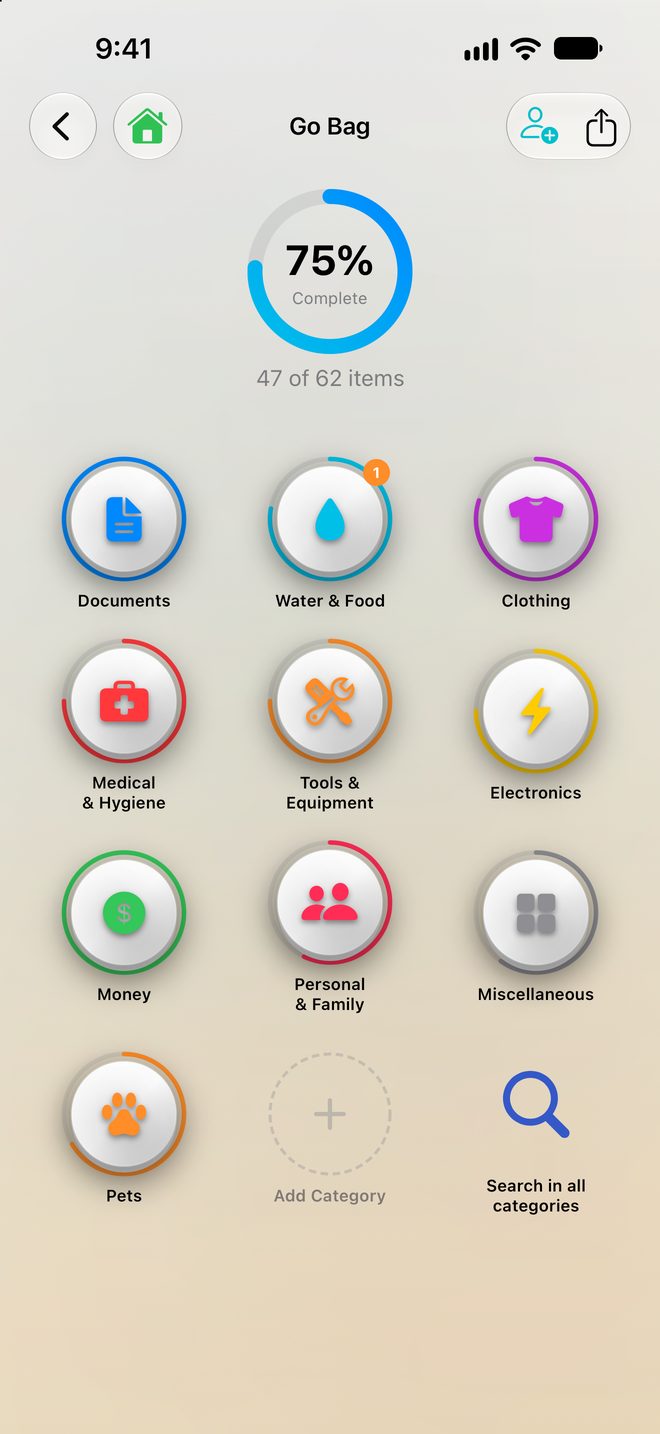 9:41
Go Bag
75%
Complete
47 of 62 items
1
Documents
Water & Food
Clothing
Medical
& Hygiene
Tools &
Equipment
Electronics
$
Money
Personal
& Family
Miscellaneous
Pets
Add Category
Search in all
categories